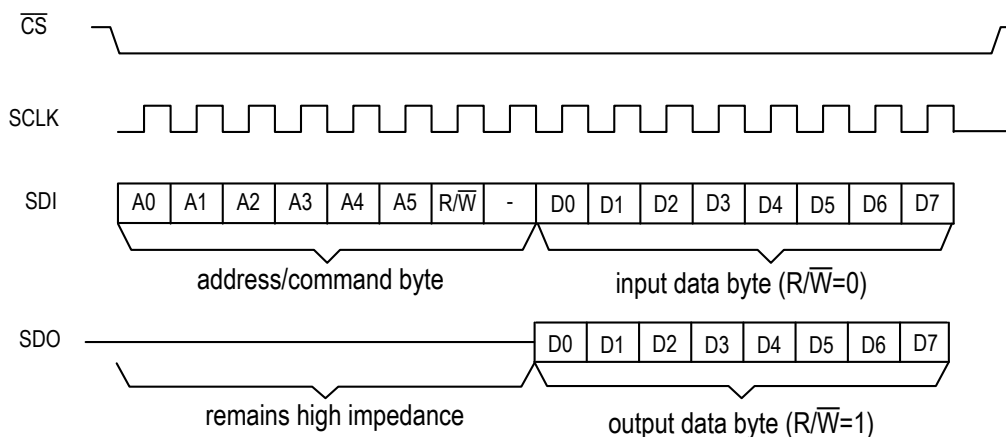 C̅S̅
SCLK
SDI A0 A1 A2 A3 A4 A5 R/W̅ - D0 D1 D2 D3 D4 D5 D6 D7
address/command byte input data byte (R/W̅=0)
SDO D0 D1 D2 D3 D4 D5 D6 D7
remains high impedance output data byte (R/W̅=1)